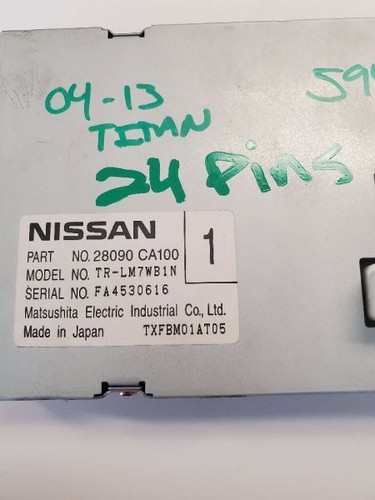 04-13
TITAN
24 Pins
NISSAN
1
PART NO. 28090 CA100
MODEL NO. TR-LM7WB1N
SERIAL NO. FA4530616
Matsushita Electric Industrial Co., Ltd.
Made in Japan TXFBM01AT05